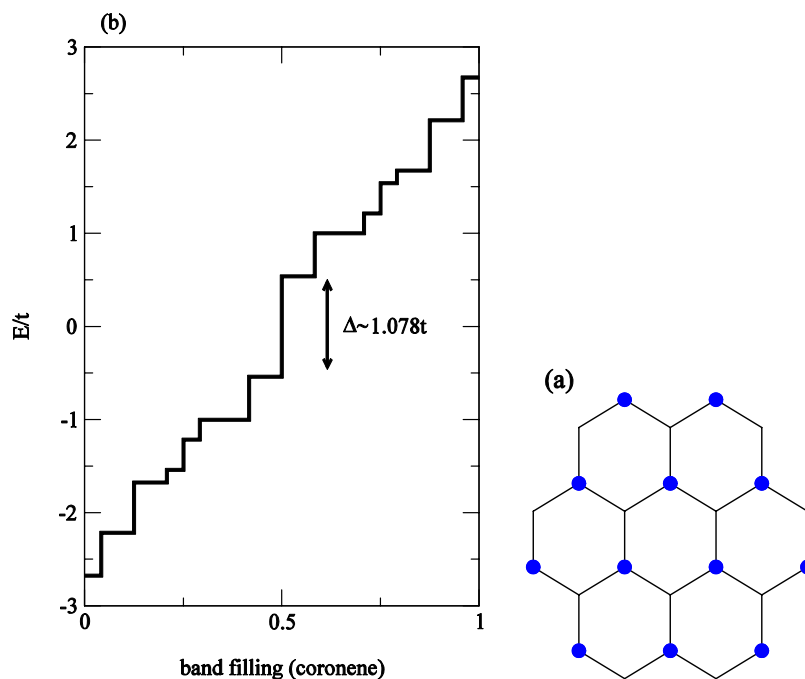 (b)
3
2
1
0
-1
-2
-3
E/t
Δ~1.078t
0
0.5
1
band filling (coronene)
(a)